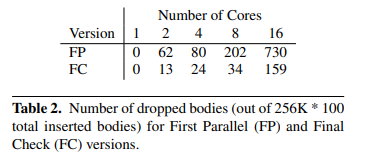 Number of Cores
Version 1 2 4 8 16
FP 0 62 80 202 730
FC 0 13 24 34 159
Table 2. Number of dropped bodies (out of 256K * 100
total inserted bodies) for First Parallel (FP) and Final
Check (FC) versions.